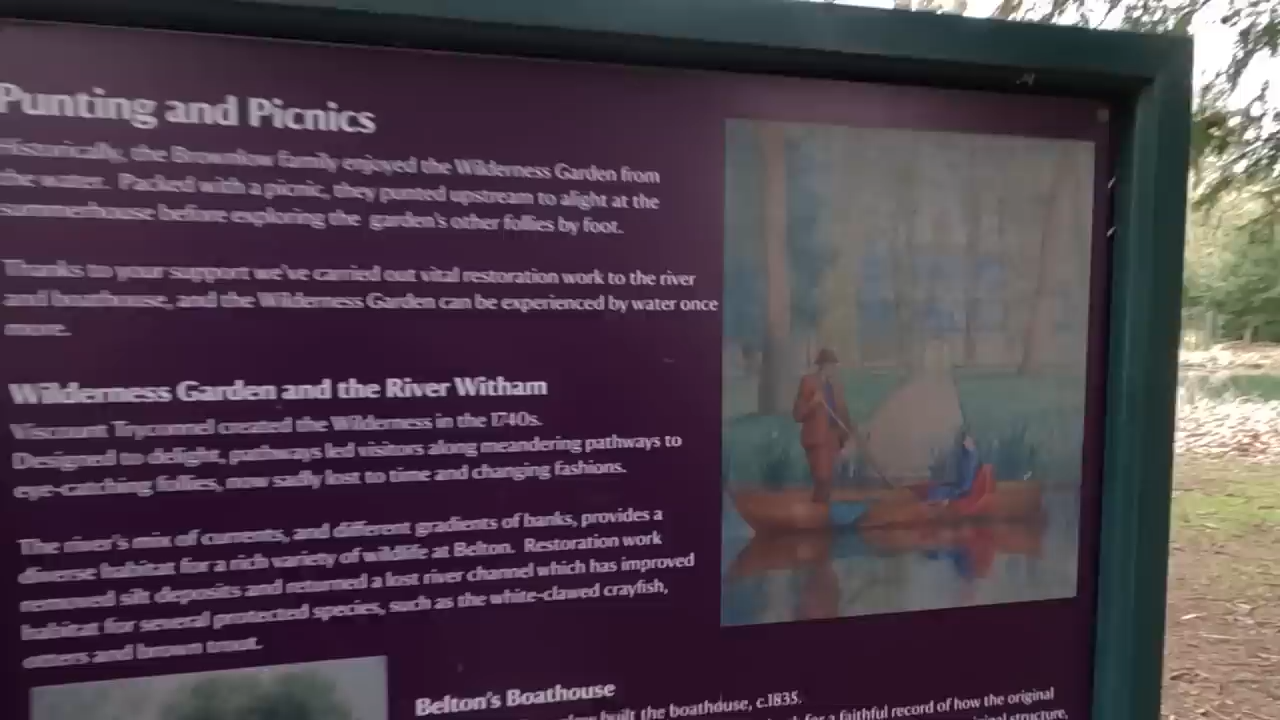 Punting and Picnics
Historically, the Brownlow family enjoyed the Wilderness Garden from
the water. Packed with a picnic, they punted upstream to alight at the
summerhouse before exploring the garden's other follies by foot.
Thanks to your support we've carried out vital restoration work to the river
and boathouse, and the Wilderness Garden can be experienced by water once
more.
Wilderness Garden and the River Witham
Viscount Tryconnel created the Wilderness in the 1740s.
Designed to delight, pathways led visitors along meandering pathways to
eye-catching follies, now sadly lost to time and changing fashions.
The river's mix of currents, and different gradients of banks, provides a
diverse habitat for a rich variety of wildlife at Belton. Restoration work
removed silt deposits and returned a lost river channel which has improved
habitat for several protected species, such as the white-clawed crayfish,
otters and brown trout.
Belton's Boathouse
built the boathouse, c.1835.
for a faithful record of how the original
structure,